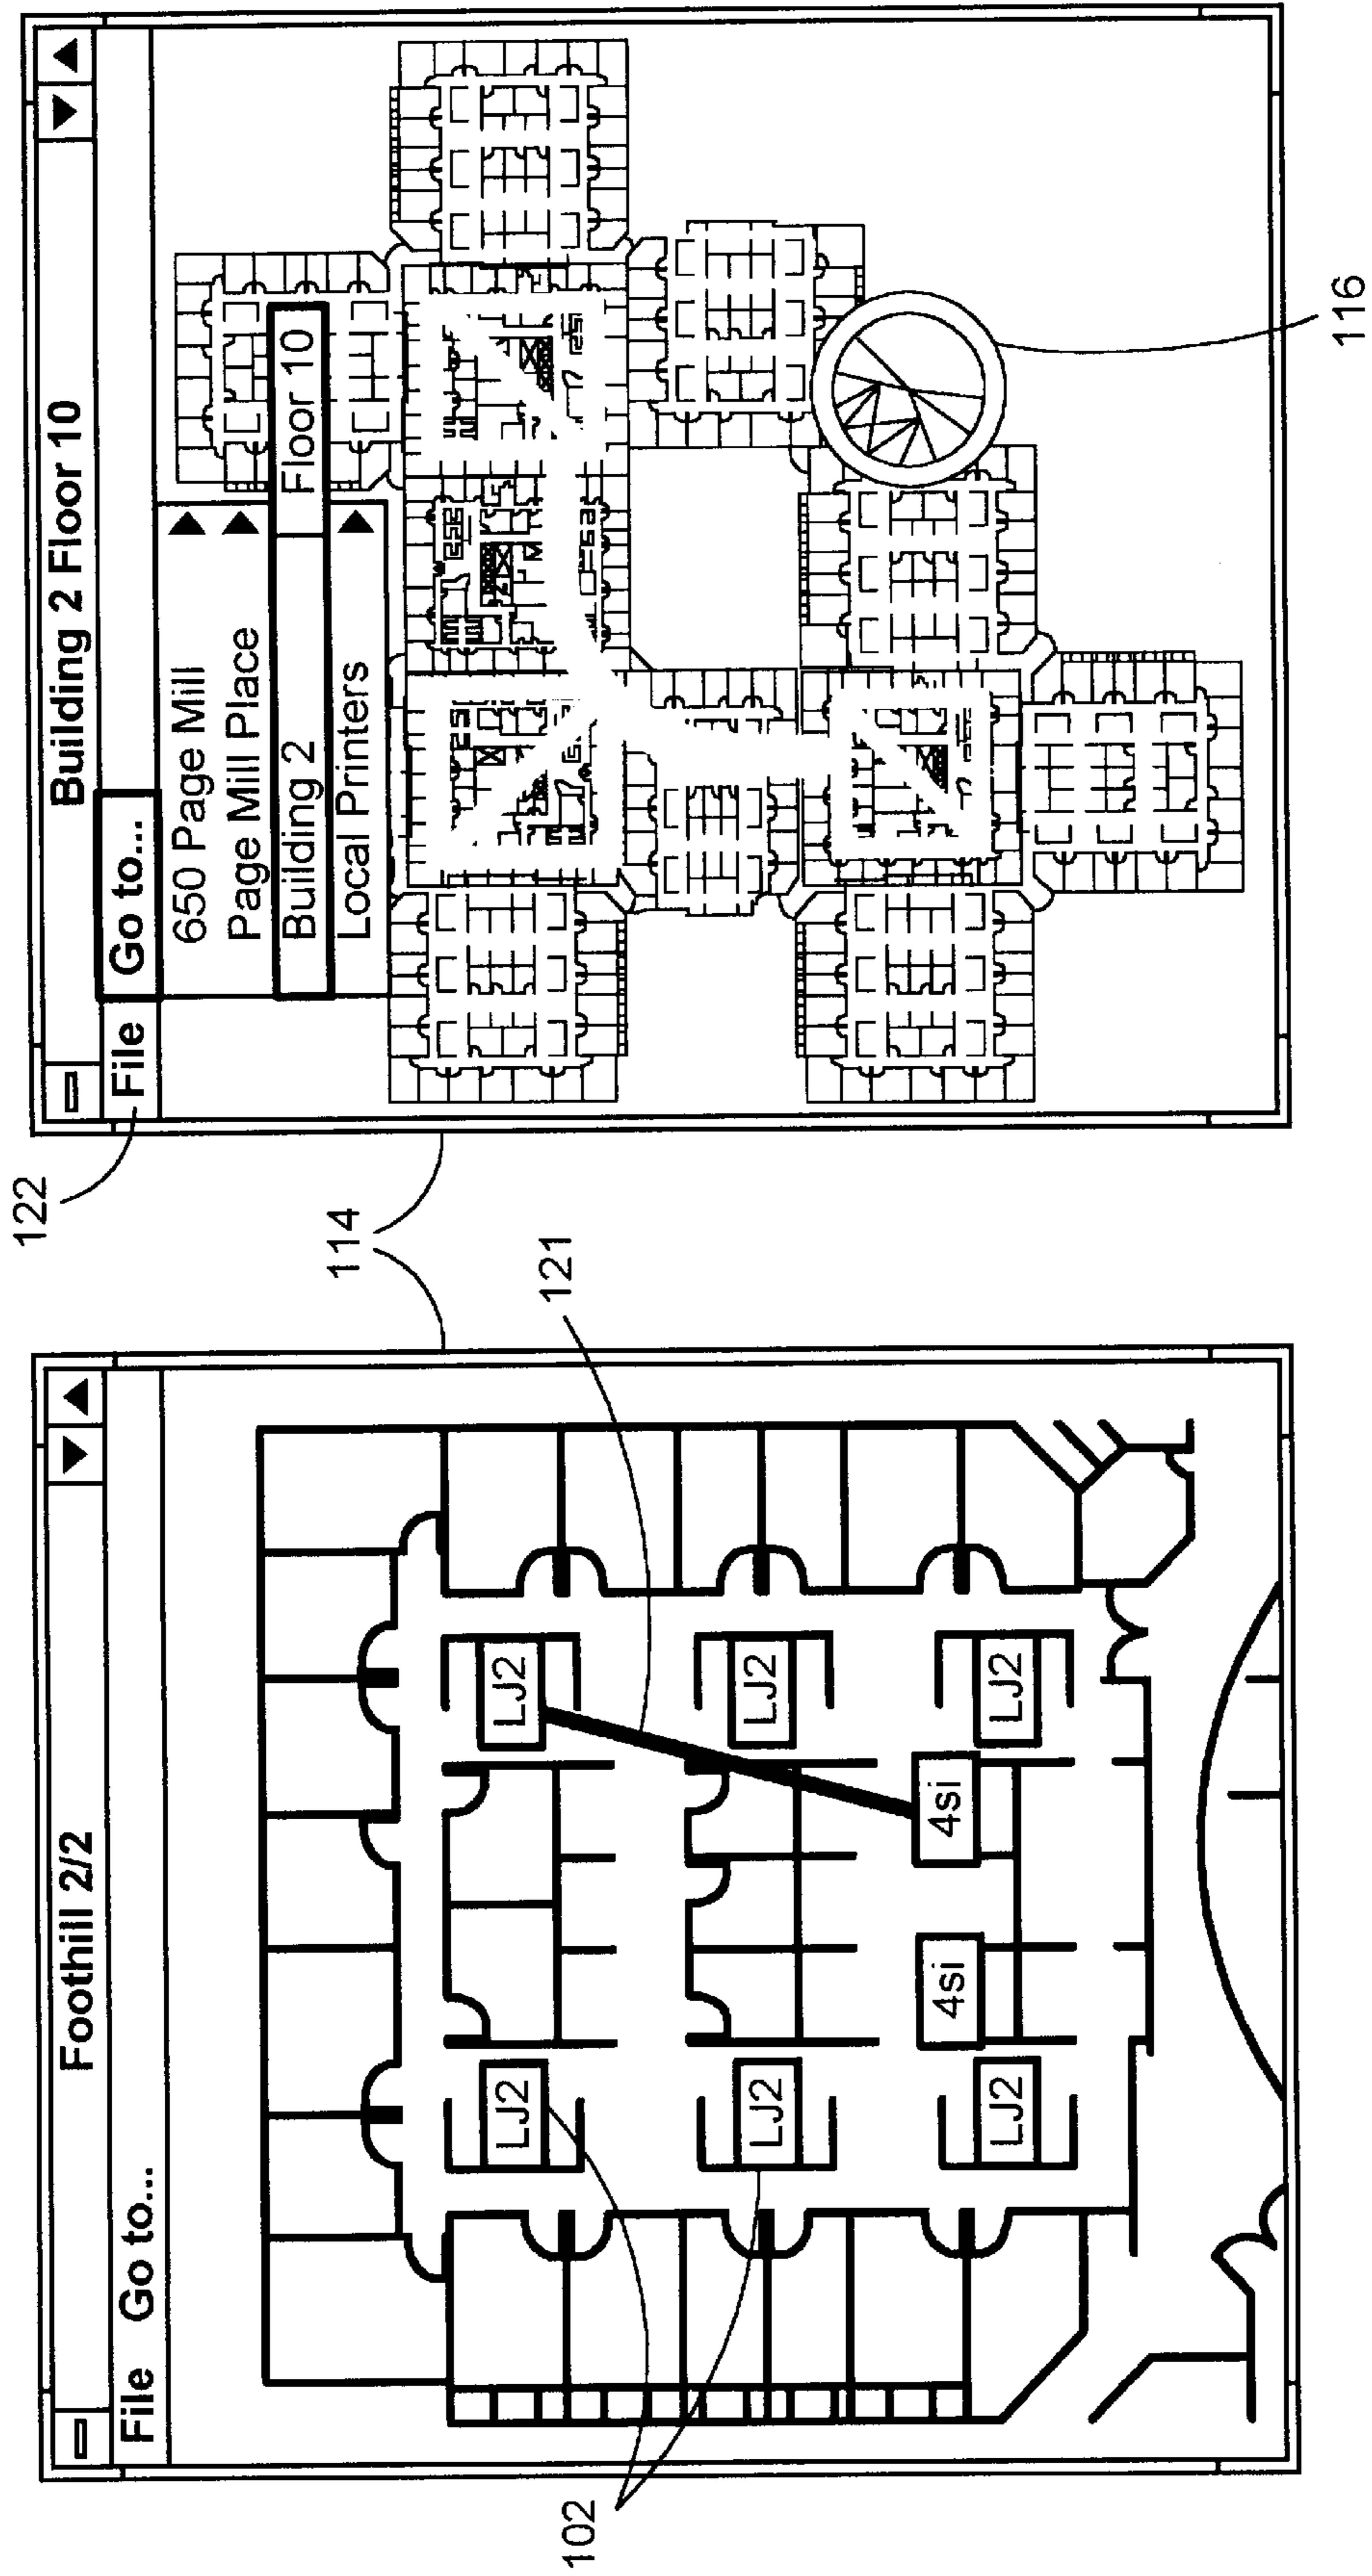 Foothill 2/2
File Go to...
LJ2
LJ2
LJ2
LJ2
4si
4si
LJ2
LJ2
102
121
114
122
Building 2 Floor 10
File Go to...
650 Page Mill
Page Mill Place
Building 2 Floor 10
Local Printers
116